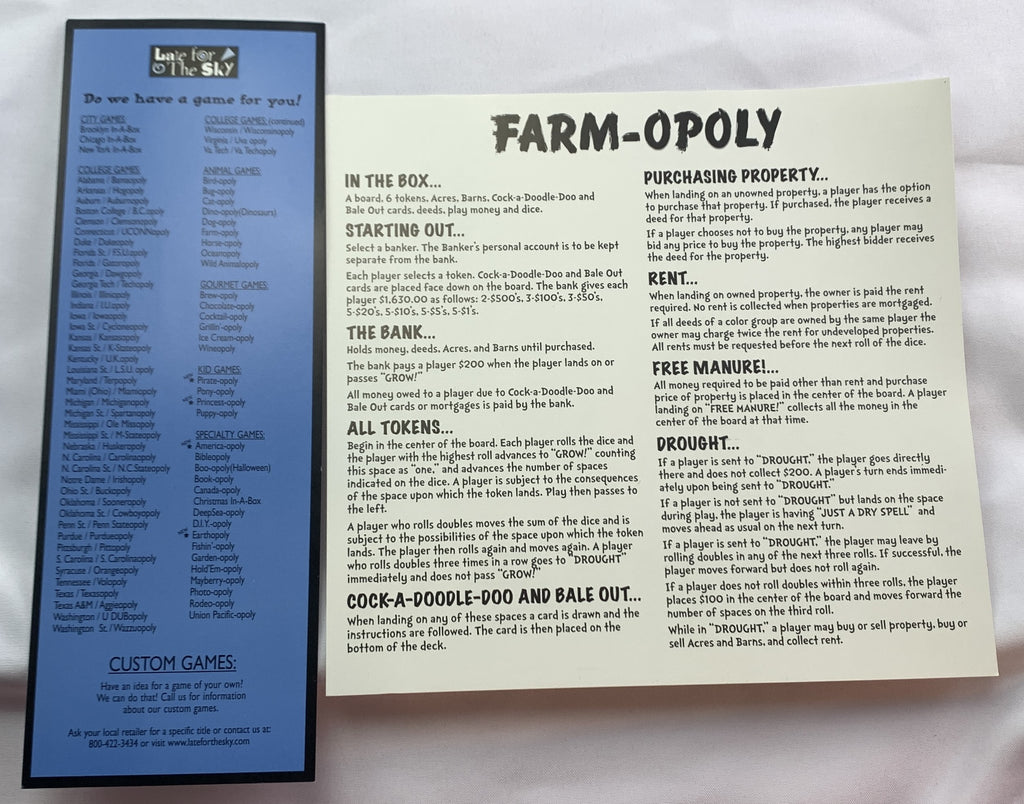 Late for The Sky
Do we have a game for you!
CITY GAMES:
Brooklyn In-A-Box
Chicago In-A-Box
New York In-A-Box
COLLEGE GAMES:
Alabama / Bamaopoly
Arkansas / Hogopoly
Auburn / Auburnopoly
Boston College / B.C.opoly
Clemson / Clemsonopoly
Connecticut / UCONNopoly
Duke / Dukeopoly
Florida St. / F.S.U.opoly
Florida / Gatoropoly
Georgia / Dawgopoly
Georgia Tech / Techopoly
Illinois / Illiniopoly
Indiana / I.U.opoly
Iowa / Iowaopoly
Iowa St. / Cycloneopoly
Kansas / Kansasopoly
Kansas St. / K-Stateopoly
Kentucky / U.K.opoly
Louisiana St. / L.S.U. opoly
Maryland / Terpopoly
Miami (Ohio) / Miamiopoly
Michigan / Michiganopoly
Michigan St. / Spartanopoly
Mississippi / Ole Missopoly
Mississippi St. / M-Stateopoly
Nebraska / Huskeropoly
N. Carolina / Carolinaopoly
N. Carolina St. / N.C.Stateopoly
Notre Dame / Irishopoly
Ohio St. / Buckopoly
Oklahoma / Sooneropoly
Oklahoma St. / Cowboyopoly
Penn St. / Penn Stateopoly
Purdue / Purdueopoly
Pittsburgh / Pittopoly
S. Carolina / S. Carolinaopoly
Syracuse / Orangeopoly
Tennessee / Volopoly
Texas / Texasopoly
Texas A&M / Aggieopoly
Washington / U DUBopoly
Washington St. / Wazzuopoly
COLLEGE GAMES: (continued)
Wisconsin / Wisconsinopoly
Virginia / Uva opoly
Va. Tech / Va. Techopoly
ANIMAL GAMES:
Bird-opoly
Bug-opoly
Cat-opoly
Dino-opoly(Dinosaurs)
Dog-opoly
Farm-opoly
Horse-opoly
Oceanopoly
Wild Animalopoly
GOURMET GAMES:
Brew-opoly
Chocolate-opoly
Cocktail-opoly
Grillin'-opoly
Ice Cream-opoly
Wineopoly
KID GAMES:
Pirate-opoly
Pony-opoly
Princess-opoly
Puppy-opoly
SPECIALTY GAMES:
America-opoly
Bibleopoly
Boo-opoly(Halloween)
Book-opoly
Canada-opoly
Christmas In-A-Box
DeepSea-opoly
D.I.Y-opoly
Earthopoly
Fishin'-opoly
Garden-opoly
Hold'Em-opoly
Mayberry-opoly
Photo-opoly
Rodeo-opoly
Union Pacific-opoly
CUSTOM GAMES:
Have an idea for a game of your own?
We can do that! Call us for information
about our custom games.
Ask your local retailer for a specific title or contact us at:
800-422-3434 or visit www.lateforthesky.com
FARM-OPOLY
IN THE BOX...
A board, 6 tokens, Acres, Barns, Cock-a-Doodle-Doo and
Bale Out cards, deeds, play money and dice.
STARTING OUT...
Select a banker. The Banker's personal account is to be kept
separate from the bank.
Each player selects a token. Cock-a-Doodle-Doo and Bale Out
cards are placed face down on the board. The bank gives each
player $1,630.00 as follows: 2-$500's, 3-$100's, 3-$50's,
5-$20's, 5-$10's, 5-$5's, 5-$1's.
THE BANK...
Holds money, deeds, Acres, and Barns until purchased.
The bank pays a player $200 when the player lands on or
passes "GROW!"
All money owed to a player due to Cock-a-Doodle-Doo and
Bale Out cards or mortgages is paid by the bank.
ALL TOKENS...
Begin in the center of the board. Each player rolls the dice and
the player with the highest roll advances to "GROW!" counting
this space as "one," and advances the number of spaces
indicated on the dice. A player is subject to the consequences
of the space upon which the token lands. Play then passes to
the left.
A player who rolls doubles moves the sum of the dice and is
subject to the possibilities of the space upon which the token
lands. The player then rolls again and moves again. A player
who rolls doubles three times in a row goes to "DROUGHT"
immediately and does not pass "GROW!"
COCK-A-DOODLE-DOO AND BALE OUT...
When landing on any of these spaces a card is drawn and the
instructions are followed. The card is then placed on the
bottom of the deck.
PURCHASING PROPERTY...
When landing on an unowned property, a player has the option
to purchase that property. If purchased, the player receives a
deed for that property.
If a player chooses not to buy the property, any player may
bid any price to buy the property. The highest bidder receives
the deed for the property.
RENT...
When landing on owned property, the owner is paid the rent
required. No rent is collected when properties are mortgaged.
If all deeds of a color group are owned by the same player the
owner may charge twice the rent for undeveloped properties.
All rents must be requested before the next roll of the dice.
FREE MANURE!...
All money required to be paid other than rent and purchase
price of property is placed in the center of the board. A player
landing on "FREE MANURE!" collects all the money in the
center of the board at that time.
DROUGHT...
If a player is sent to "DROUGHT," the player goes directly
there and does not collect $200. A player's turn ends immedi-
ately upon being sent to "DROUGHT."
If a player is not sent to "DROUGHT" but lands on the space
during play, the player is having "JUST A DRY SPELL" and
moves ahead as usual on the next turn.
If a player is sent to "DROUGHT," the player may leave by
rolling doubles in any of the next three rolls. If successful, the
player moves forward but does not roll again.
If a player does not roll doubles within three rolls, the player
places $100 in the center of the board and moves forward the
number of spaces on the third roll.
While in "DROUGHT," a player may buy or sell property, buy or
sell Acres and Barns, and collect rent.